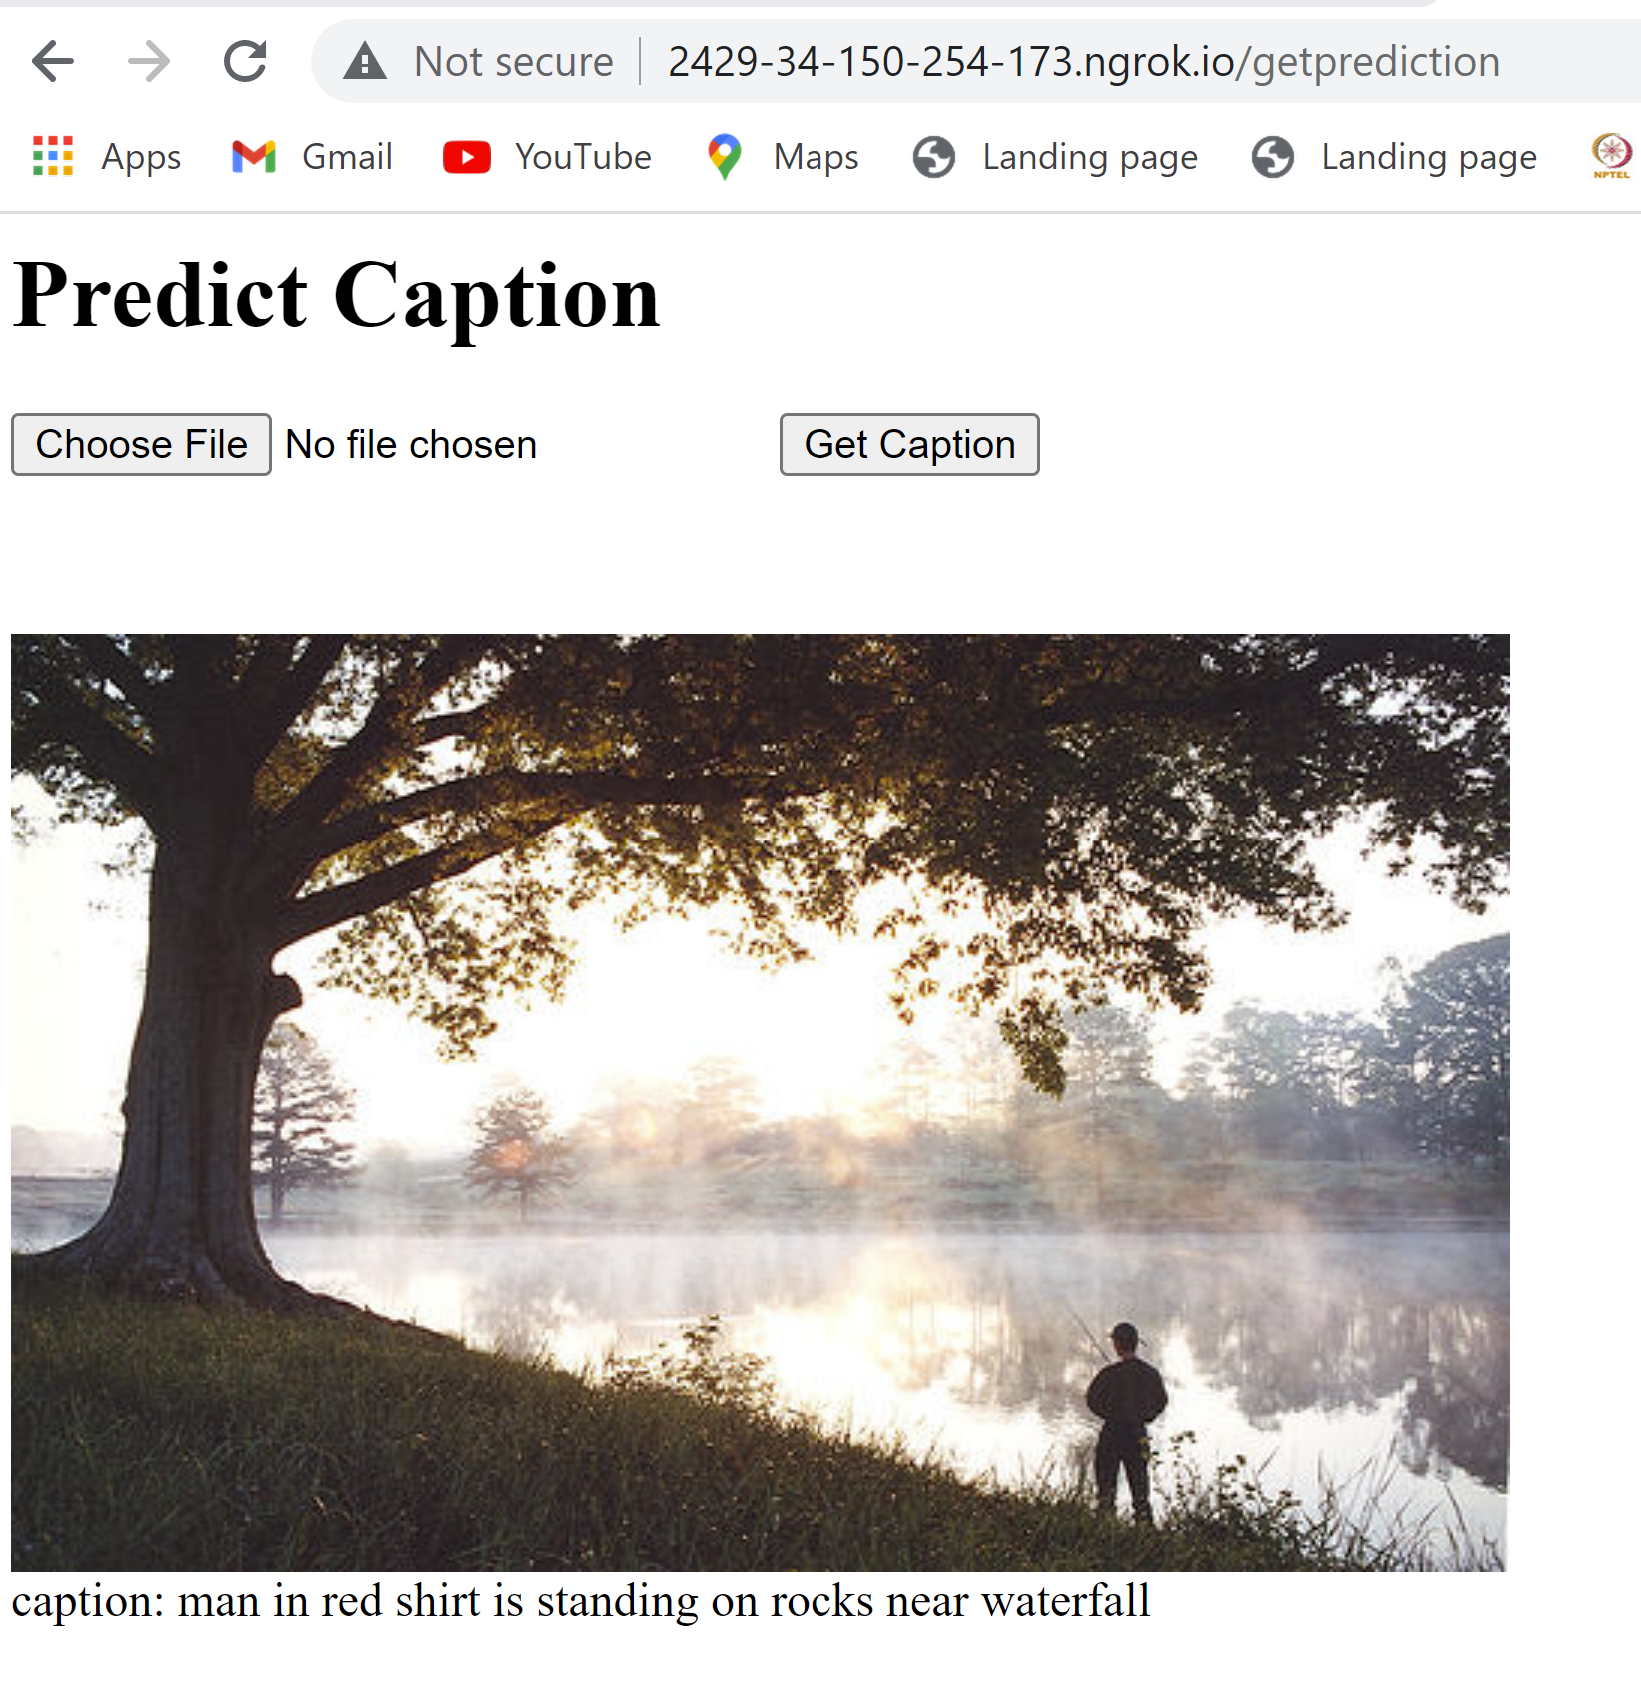 Not secure 2429-34-150-254-173.ngrok.io/getprediction
Apps Gmail YouTube Maps Landing page Landing page NPTEL
Predict Caption
Choose File No file chosen Get Caption
caption: man in red shirt is standing on rocks near waterfall